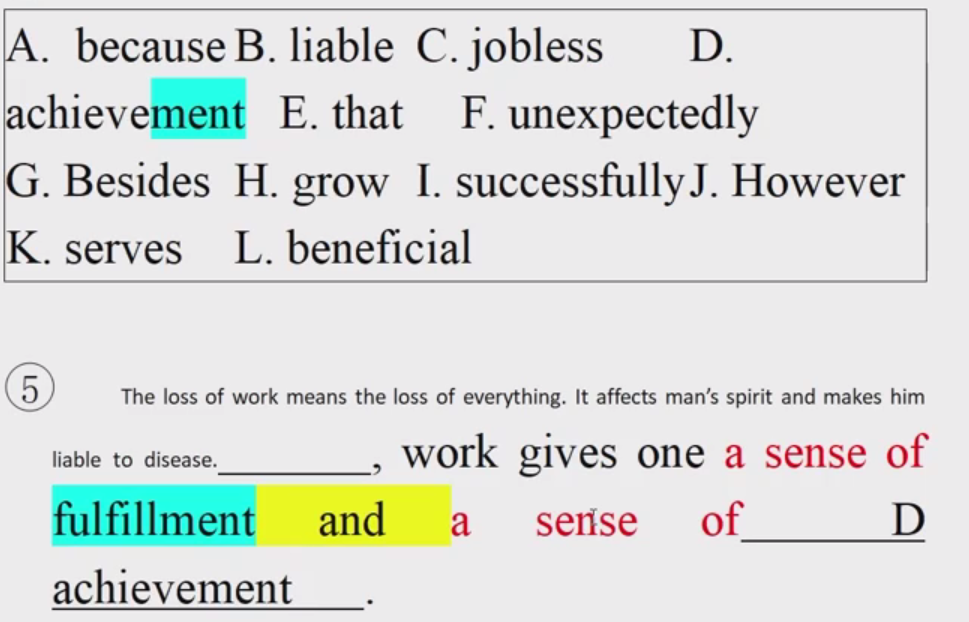 A. because B. liable C. jobless D.
achievement E. that F. unexpectedly
G. Besides H. grow I. successfully J. However
K. serves L. beneficial
⑤ The loss of work means the loss of everything. It affects man's spirit and makes him
liable to disease.________, work gives one a sense of
fulfillment and a sense of________D
achievement____.